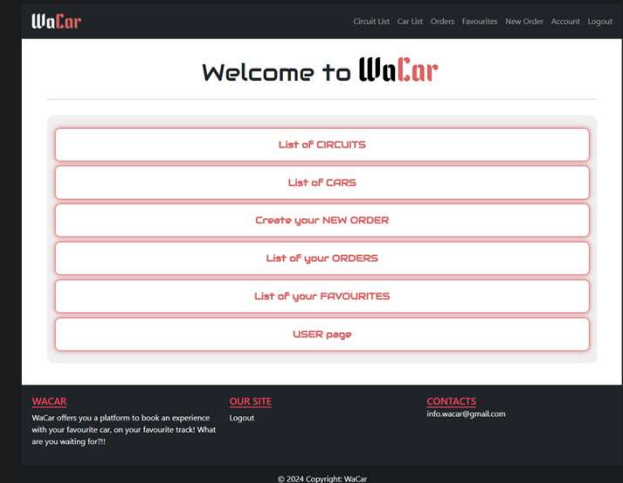 WaCar
Circuit List Car List Orders Favourites New Order Account Logout
Welcome to WaCar
List of CIRCUITS
List of CARS
Create your NEW ORDER
List of your ORDERS
List of your FAVOURITES
USER page
WACAR
WaCar offers you a platform to book an experience
with your favourite car, on your favourite track! What
are you waiting for?!!
OUR SITE
Logout
CONTACTS
info.wacar@gmail.com
© 2024 Copyright: WaCar